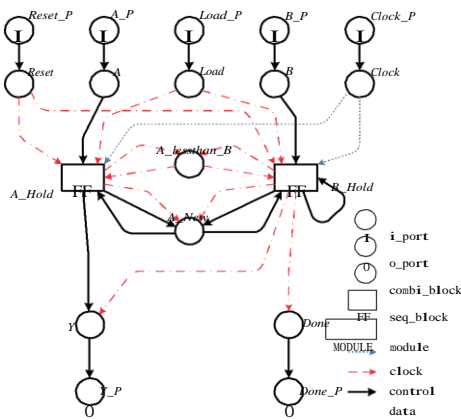 Reset_P A_P Load_P B_P Clock_P
I I I I I
Reset A Load B Clock
A_lessthan_B
A_Hold FF FF B_Hold
A_New
I i_port
O o_port
combi_block
FF seq_block
Y Done MODULE module
clock
Y_P Done_P control
O O data